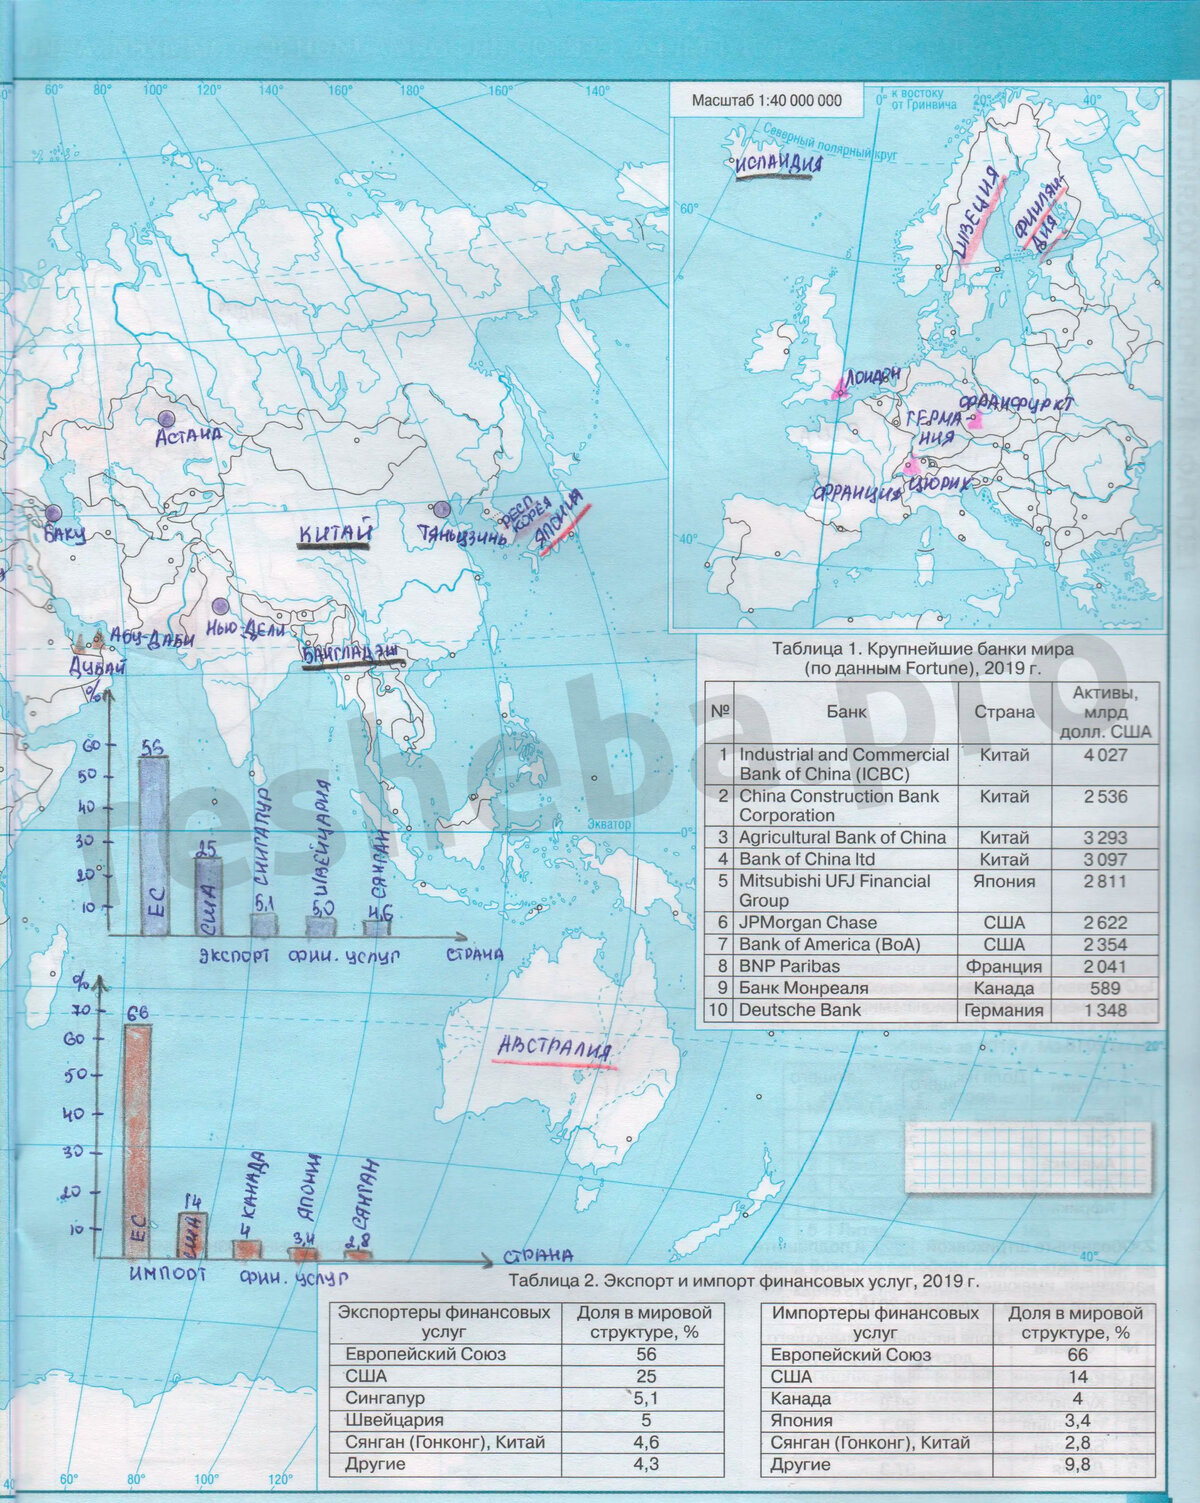 60°
80°
100°
120°
140°
160°
180°
160°
140°
Масштаб 1:40 000 000
0°
к востоку
от Гринвича
20°
40°
Северный полярный круг
ИСЛАНДИЯ
60°
ШВЕЦИЯ
ФИНЛЯН-
ДИЯ
ЛОНДОН
ФРАНКФУРКТ
ГЕРМА-
НИЯ
ФРАНЦИЯ
ЦЮРИХ
40°
АСТАНА
БАКУ
КИТАЙ
ТЯНЬЦЗИНЬ
РЕСП.
КОРЕЯ
ЯПОНИЯ
НЬЮ-ДЕЛИ
АБУ-ДАБИ
ДУБАЙ
БАНГЛАДЭШ
Экватор
0°
АВСТРАЛИЯ
20°
40°
resheba.pro
%
60
50
40
30
20
10
55
ЕС
25
США
5,1
СИНГАПУР
5,0
ШВЕЙЦАРИЯ
4,6
СЯНГАН
ЭКСПОРТ ФИН. УСЛУГ
СТРАНА
%
70
60
50
40
30
20
10
66
ЕС
14
США
4
КАНАДА
3,4
ЯПОНИЯ
2,8
СЯНГАН
СТРАНА
ИМПОРТ ФИН. УСЛУГ
Таблица 1. Крупнейшие банки мира
(по данным Fortune), 2019 г.
№ Банк Страна Активы,
млрд
долл. США
1 Industrial and Commercial Китай 4 027
Bank of China (ICBC)
2 China Construction Bank Китай 2 536
Corporation
3 Agricultural Bank of China Китай 3 293
4 Bank of China ltd Китай 3 097
5 Mitsubishi UFJ Financial Япония 2 811
Group
6 JPMorgan Chase США 2 622
7 Bank of America (BoA) США 2 354
8 BNP Paribas Франция 2 041
9 Банк Монреаля Канада 589
10 Deutsche Bank Германия 1 348
Таблица 2. Экспорт и импорт финансовых услуг, 2019 г.
Экспортеры финансовых Доля в мировой
услуг структуре, %
Европейский Союз 56
США 25
Сингапур 5,1
Швейцария 5
Сянган (Гонконг), Китай 4,6
Другие 4,3
Импортеры финансовых Доля в мировой
услуг структуре, %
Европейский Союз 66
США 14
Канада 4
Япония 3,4
Сянган (Гонконг), Китай 2,8
Другие 9,8
60°
80°
100°
120°